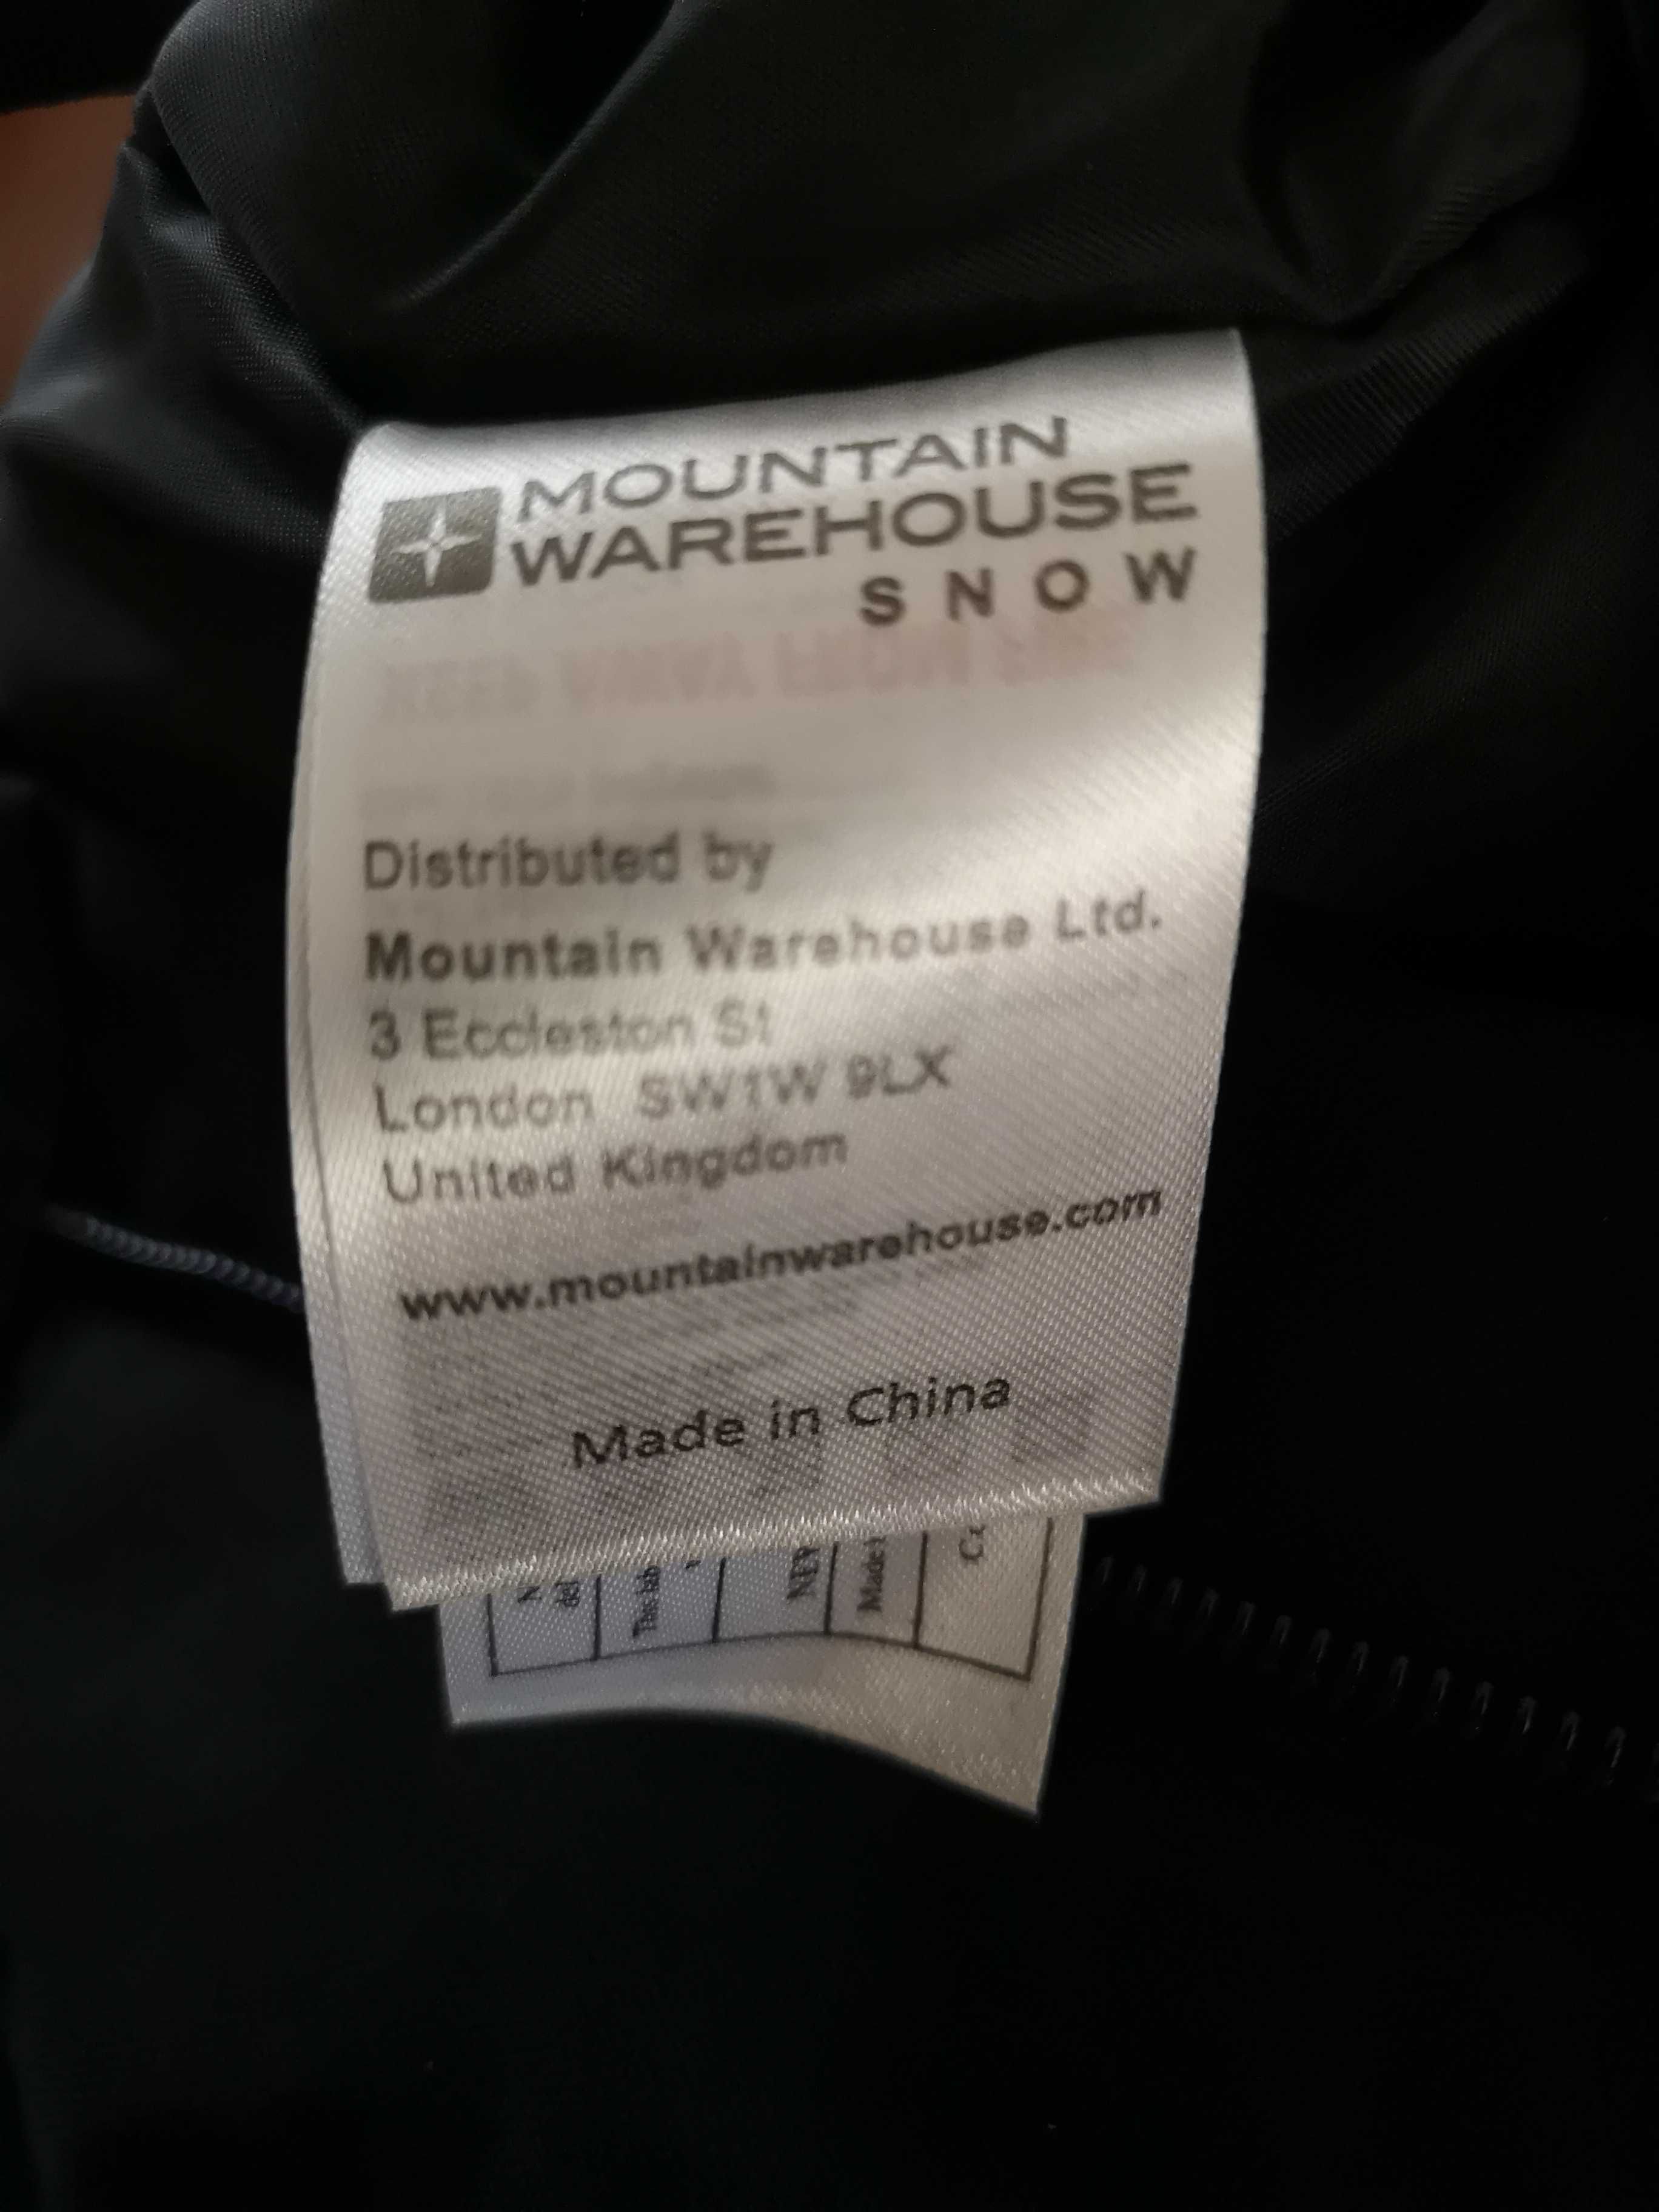 MOUNTAIN
WAREHOUSE
SNOW
Distributed by
Mountain Warehouse Ltd.
3 Eccleston St
London SW1W 9LX
United Kingdom
www.mountainwarehouse.com
Made in China